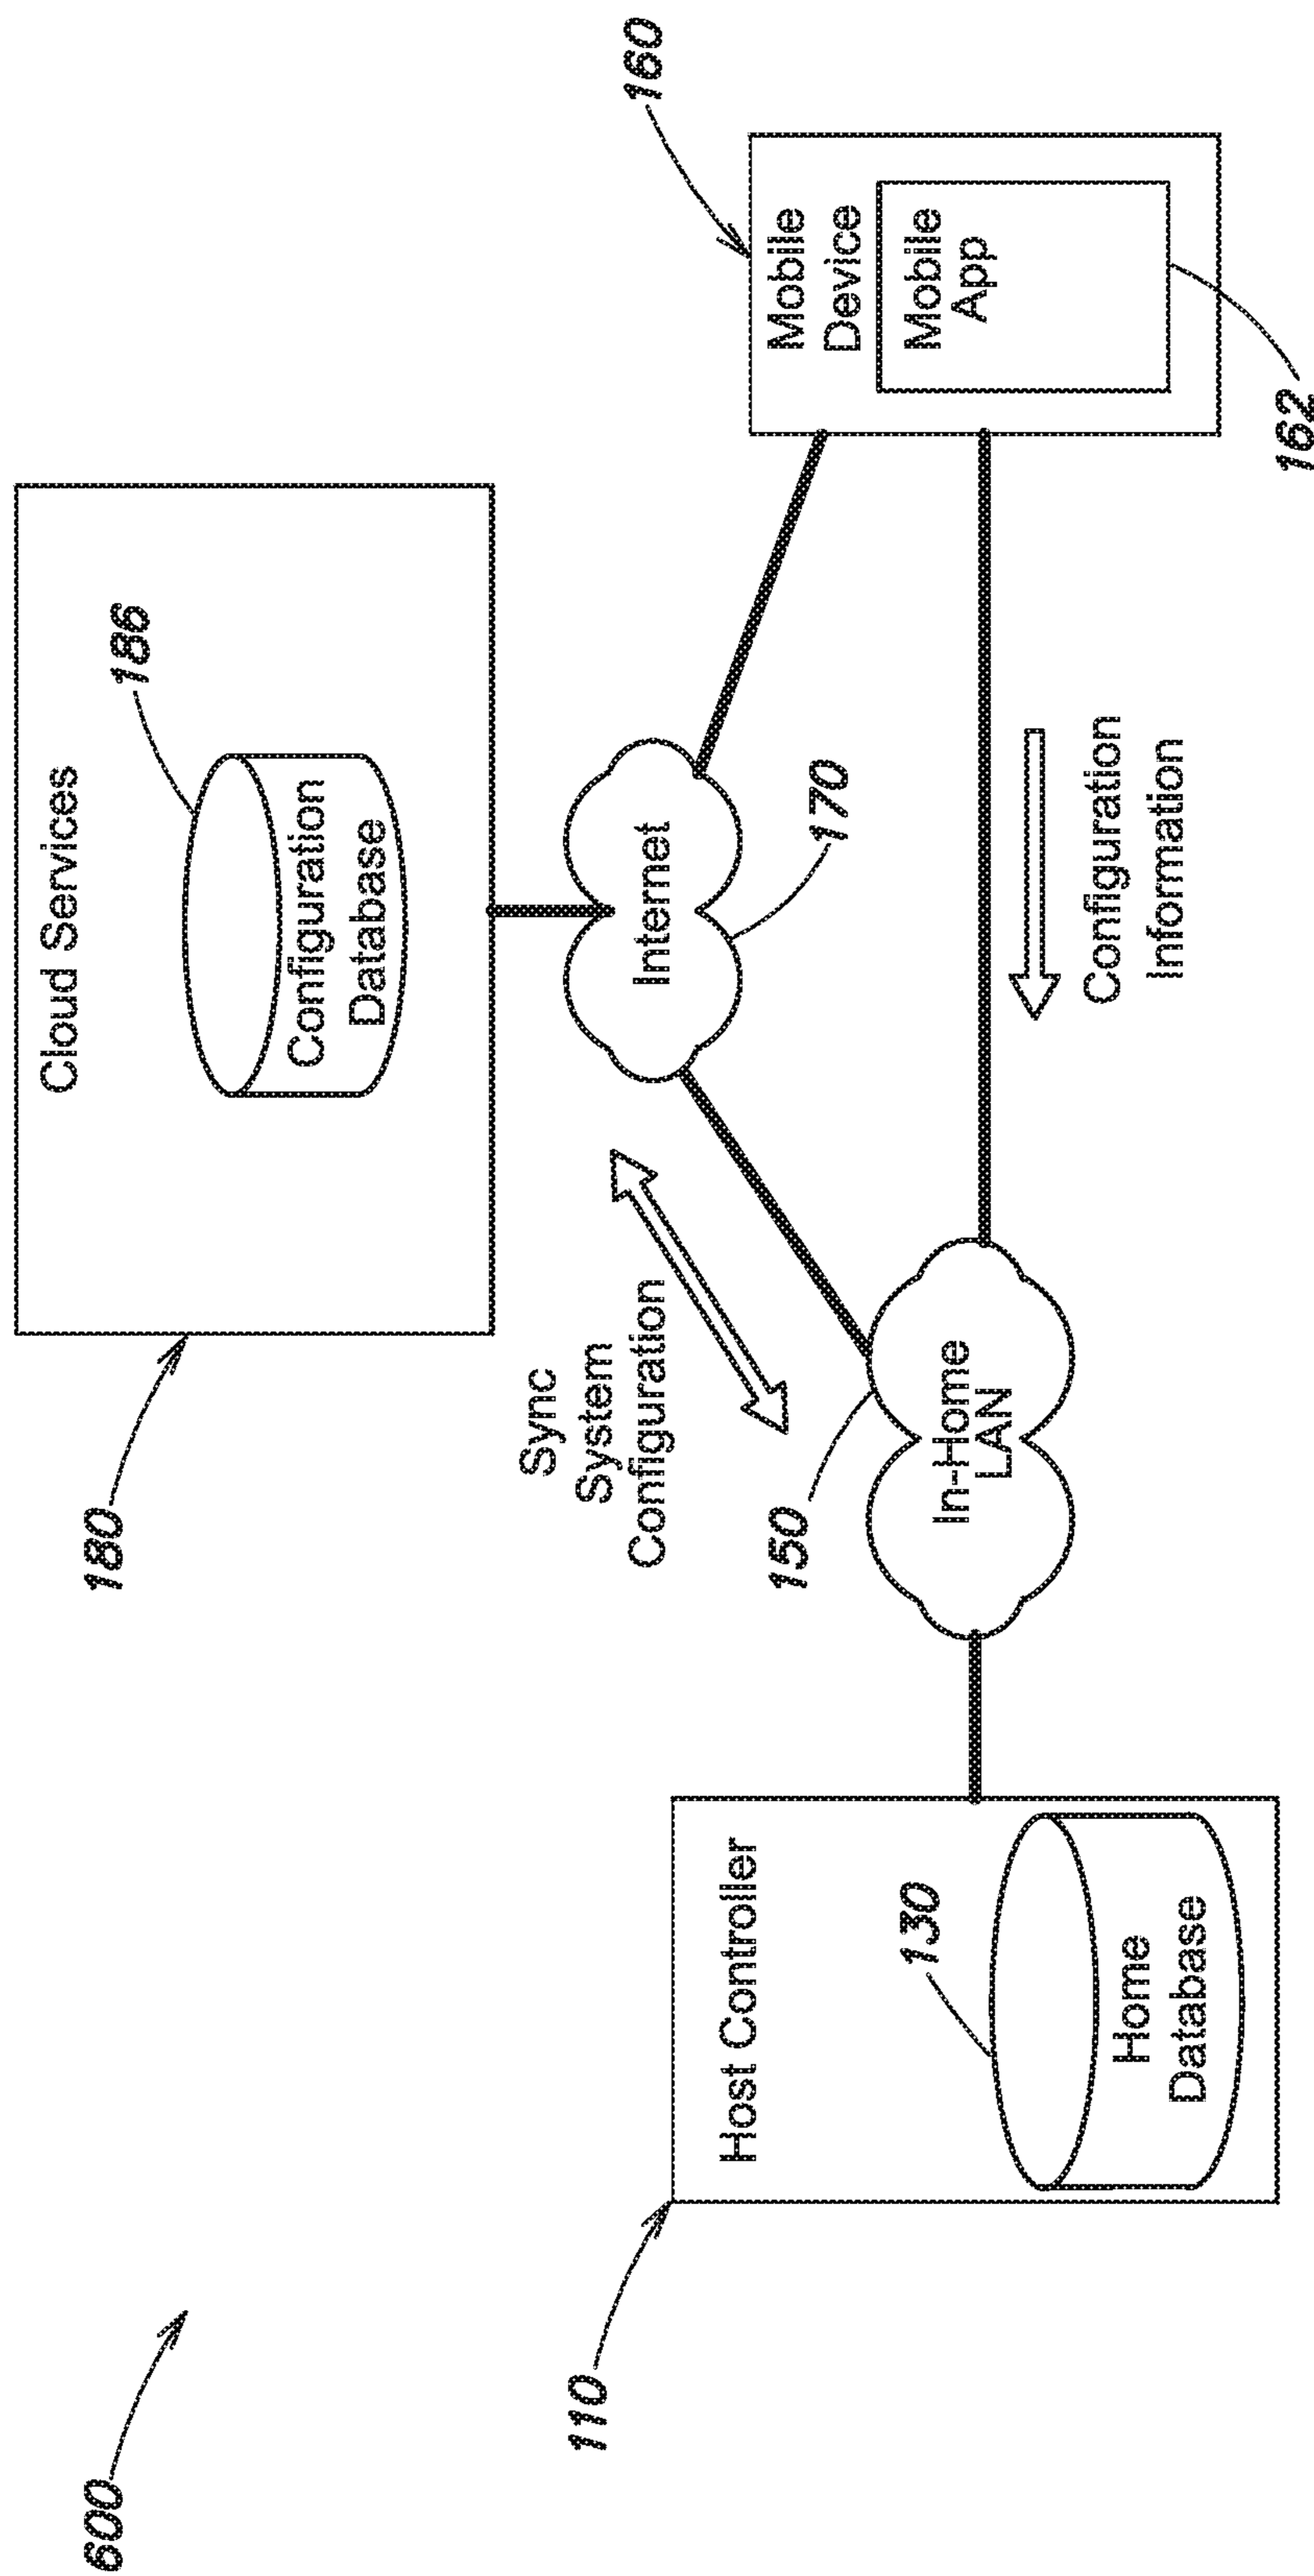 600
180
Cloud Services
186
Configuration
Database
Sync
System
Configuration
Internet
170
160
Mobile
Device
Mobile
App
162
110
Host Controller
130
Home
Database
150
In-Home
LAN
Configuration
Information